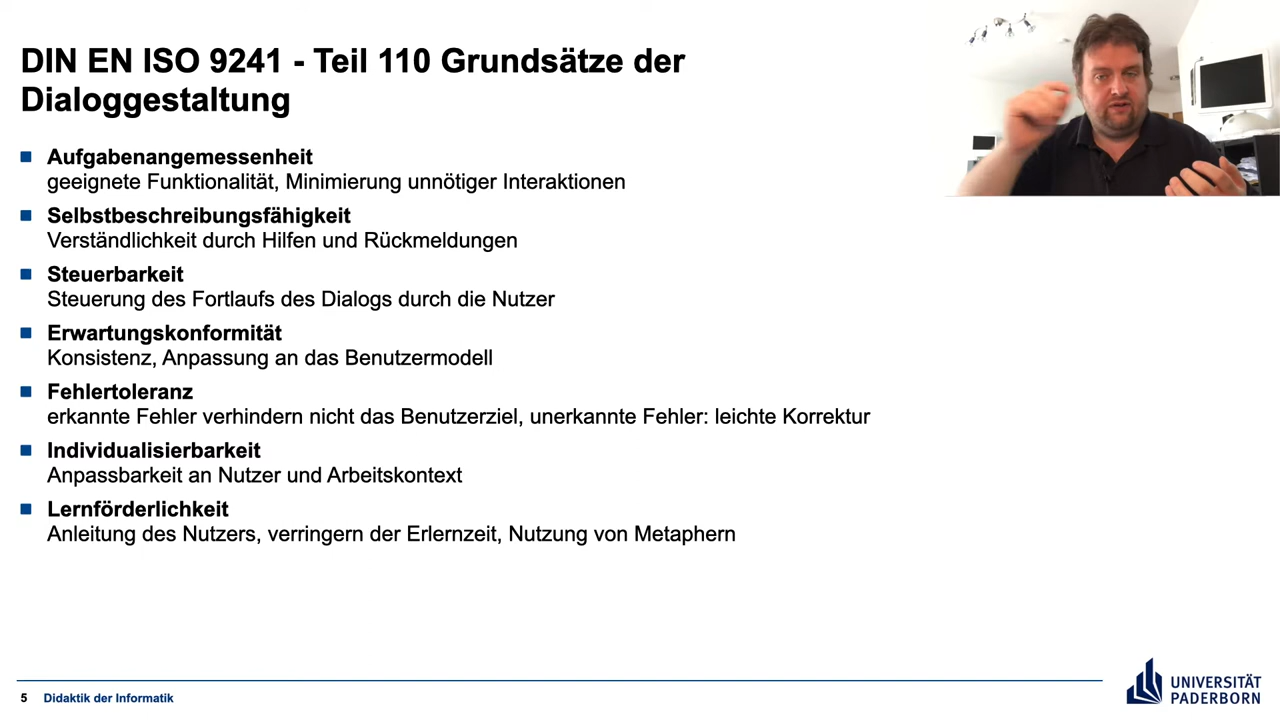 DIN EN ISO 9241 - Teil 110 Grundsätze der
Dialoggestaltung
Aufgabenangemessenheit
geeignete Funktionalität, Minimierung unnötiger Interaktionen
Selbstbeschreibungsfähigkeit
Verständlichkeit durch Hilfen und Rückmeldungen
Steuerbarkeit
Steuerung des Fortlaufs des Dialogs durch die Nutzer
Erwartungskonformität
Konsistenz, Anpassung an das Benutzermodell
Fehlertoleranz
erkannte Fehler verhindern nicht das Benutzerziel, unerkannte Fehler: leichte Korrektur
Individualisierbarkeit
Anpassbarkeit an Nutzer und Arbeitskontext
Lernförderlichkeit
Anleitung des Nutzers, verringern der Erlernzeit, Nutzung von Metaphern
5 Didaktik der Informatik
UNIVERSITÄT
PADERBORN